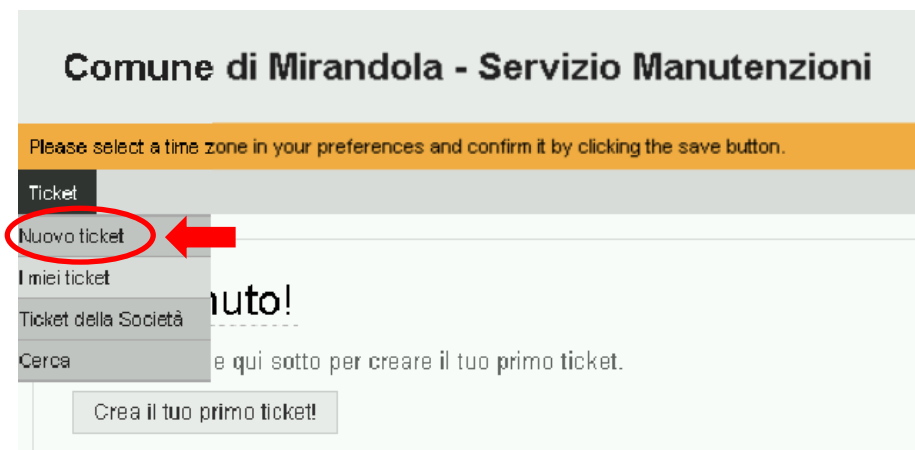 Comune di Mirandola - Servizio Manutenzioni
Please select a time zone in your preferences and confirm it by clicking the save button.
Ticket
Nuovo ticket
I miei ticket
nuto!
Ticket della Società
Cerca
e qui sotto per creare il tuo primo ticket.
Crea il tuo primo ticket!